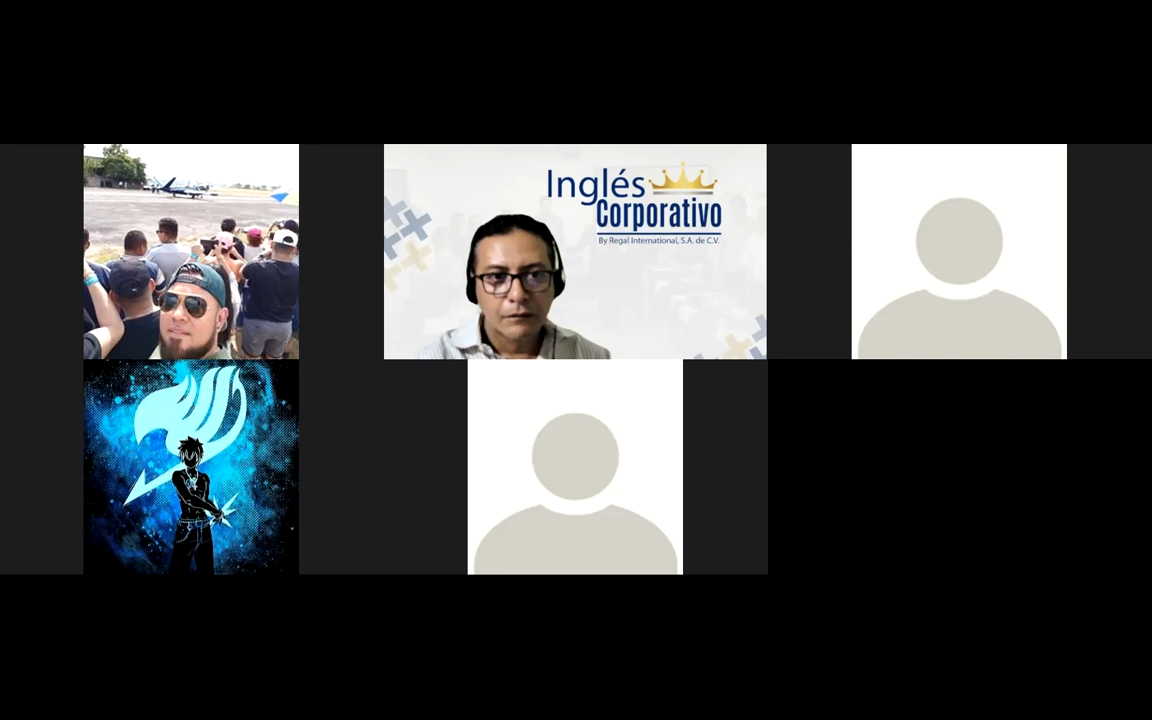 Inglés
Corporativo
By Regal International, S.A. de C.V.